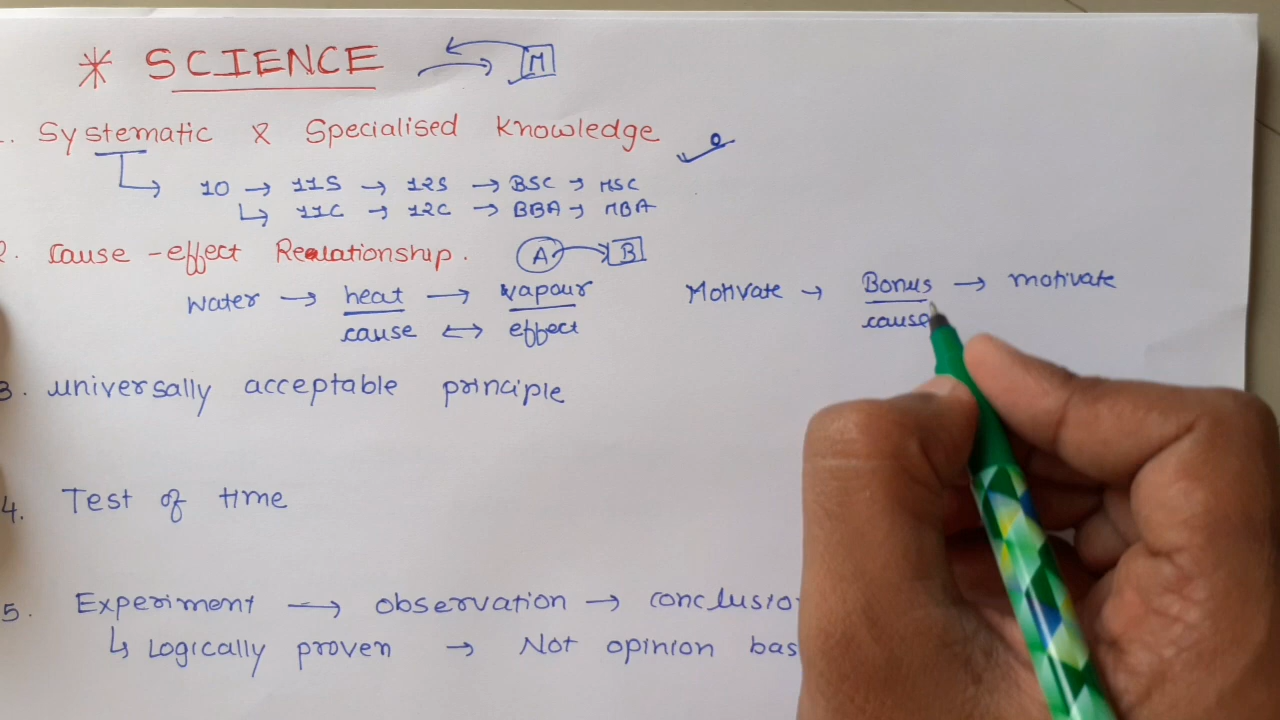 * SCIENCE M
1. Systematic & Specialised Knowledge
10 → 11S → 12S → BSC → MSC
↳ 11C → 12C → BBA → MBA
2. Cause-effect Realationship. A B
Water → heat → vapour Motivate → Bonus → motivate
cause ↔ effect cause
3. universally acceptable principle
4. Test of time
5. Experiment → observation → conclusio
↳ Logically proven → Not opinion bas